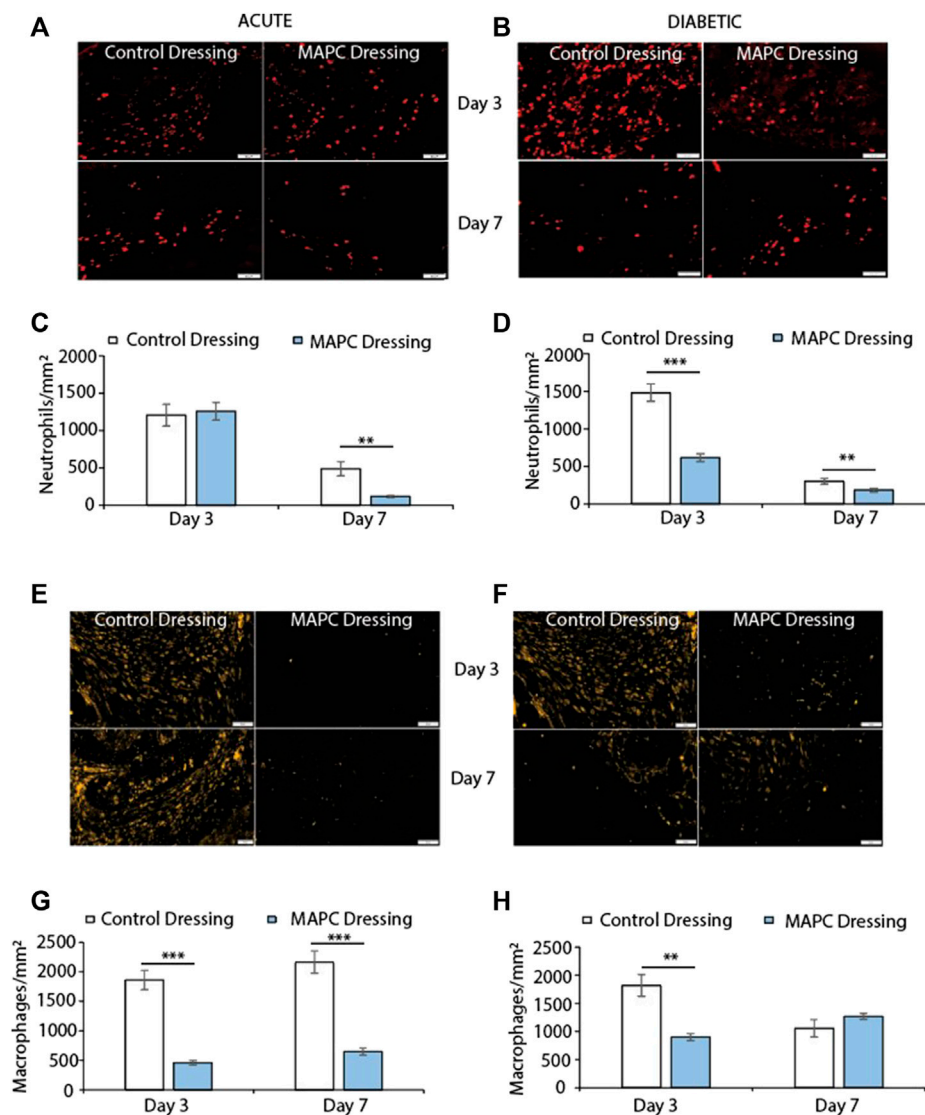 A ACUTE B DIABETIC
Control Dressing MAPC Dressing Control Dressing MAPC Dressing
Day 3
Day 7
C Control Dressing MAPC Dressing
Neutrophils/mm²
2000
1500
1000
500
0
**
Day 3 Day 7
D Control Dressing MAPC Dressing
Neutrophils/mm²
2000
1500
1000
500
0
***
**
Day 3 Day 7
E F
Control Dressing MAPC Dressing Control Dressing MAPC Dressing
Day 3
Day 7
G Control Dressing MAPC Dressing
Macrophages/mm²
2500
2000
1500
1000
500
0
***
***
Day 3 Day 7
H Control Dressing MAPC Dressing
Macrophages/mm²
2500
2000
1500
1000
500
0
**
Day 3 Day 7